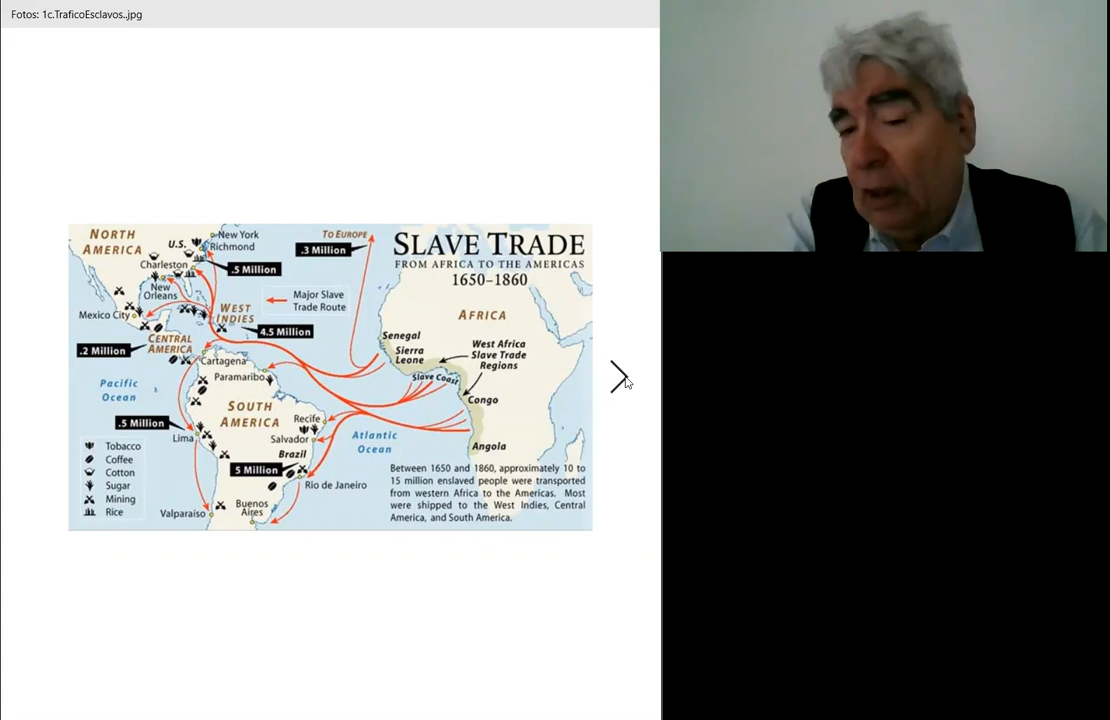 Fotos: 1c.TraficoEsclavos..jpg
NORTH
AMERICA
U.S.
New York
Richmond
TO EUROPE
.3 Million
SLAVE TRADE
FROM AFRICA TO THE AMERICAS
1650–1860
Charleston
.5 Million
New
Orleans
Major Slave
Trade Route
WEST
INDIES
AFRICA
Mexico City
4.5 Million
Senegal
CENTRAL
AMERICA
.2 Million
Sierra
Leone
West Africa
Slave Trade
Regions
Cartagena
Paramaribo
Slave Coast
Pacific
Ocean
Congo
SOUTH
AMERICA
.5 Million
Recife
Lima
Salvador
Atlantic
Ocean
Angola
Brazil
5 Million
Rio de Janeiro
Tobacco
Coffee
Cotton
Sugar
Mining
Rice
Valparaiso
Buenos
Aires
Between 1650 and 1860, approximately 10 to
15 million enslaved people were transported
from western Africa to the Americas. Most
were shipped to the West Indies, Central
America, and South America.